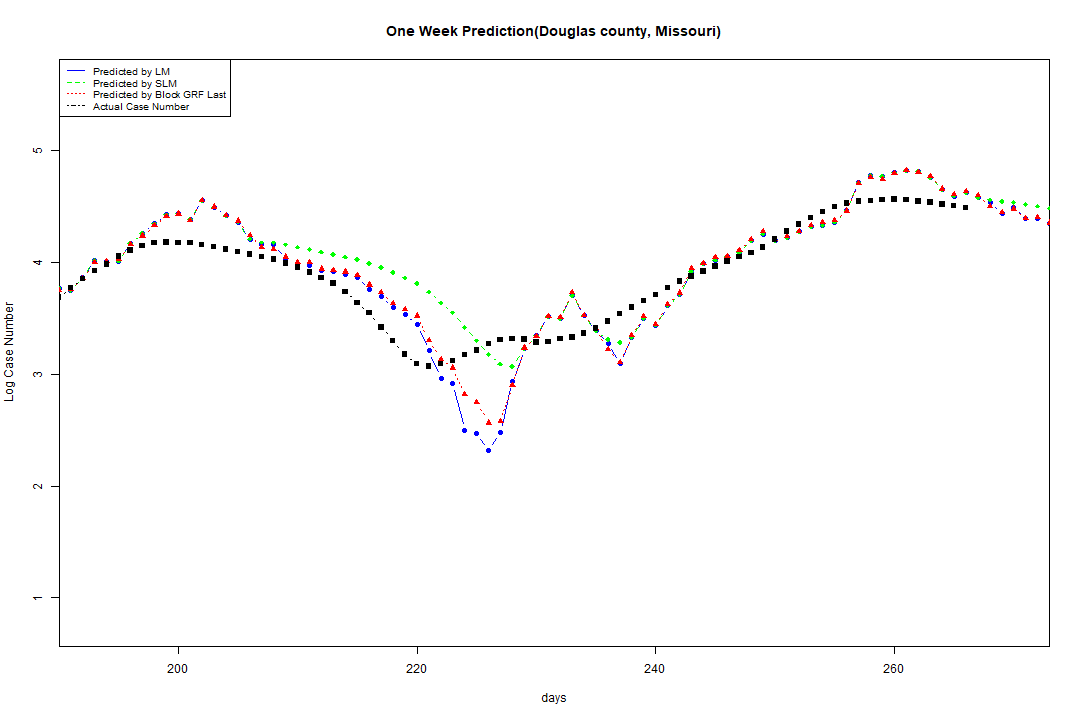 One Week Prediction(Douglas county, Missouri)
Predicted by LM
Predicted by SLM
Predicted by Block GRF Last
Actual Case Number
5
4
3
2
1
Log Case Number
200 220 240 260
days